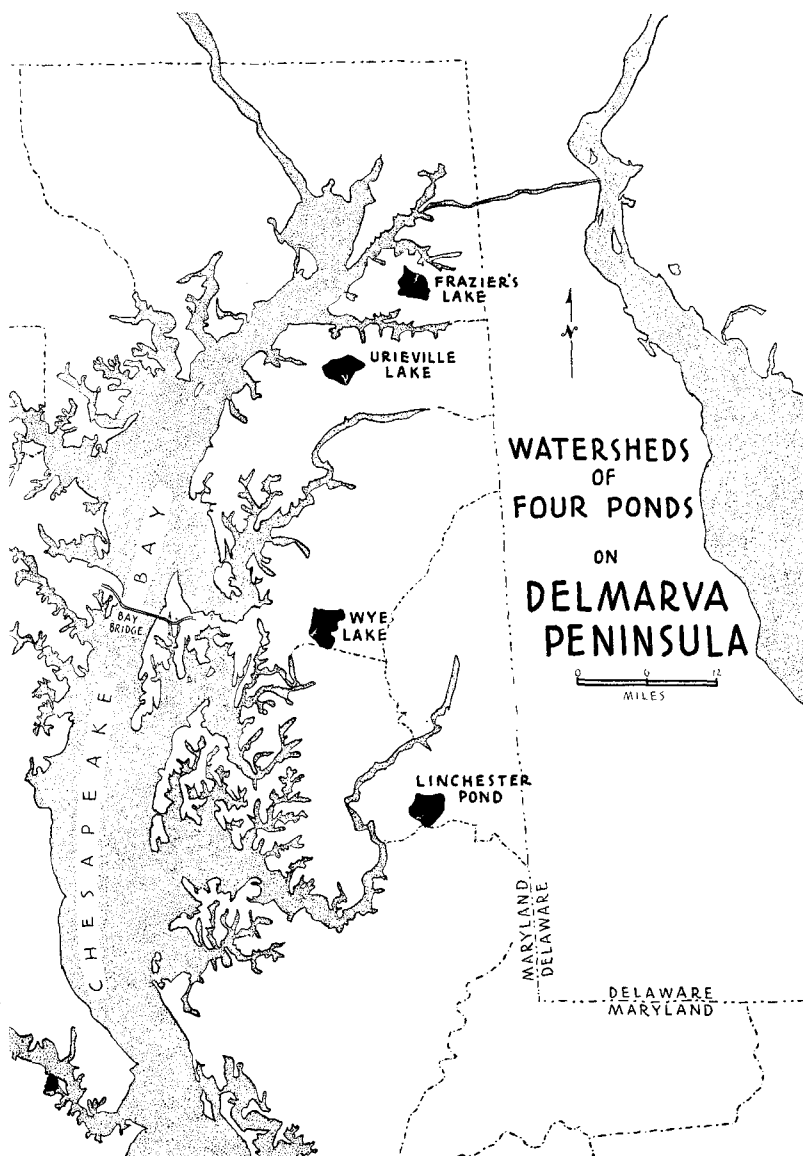 FRAZIER'S
LAKE
URIEVILLE
LAKE
N
WATERSHEDS
OF
FOUR PONDS
ON
DELMARVA
PENINSULA
0 6 12
MILES
BAY
BRIDGE
WYE
LAKE
LINCHESTER
POND
CHESAPEAKE BAY
MARYLAND
DELAWARE
DELAWARE
MARYLAND